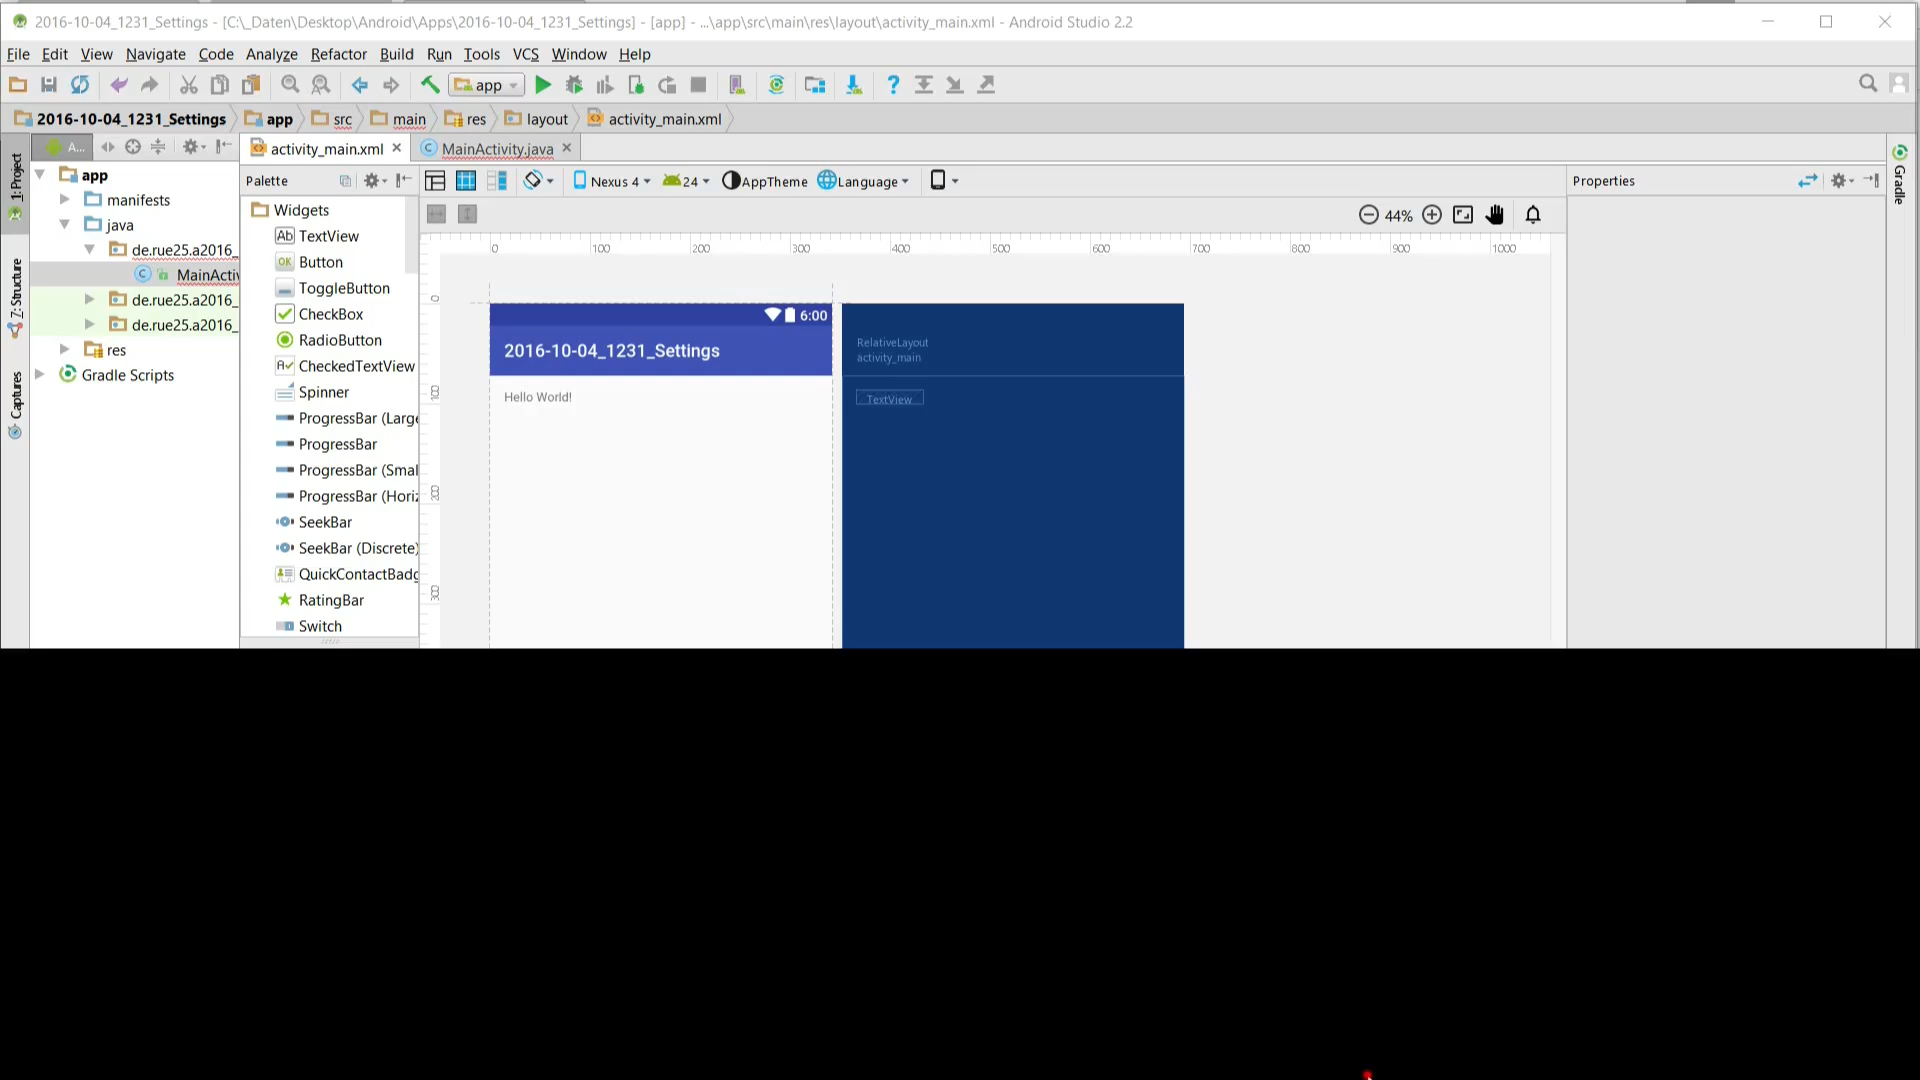 2016-10-04_1231_Settings - [C:\_Daten\Desktop\Android\Apps\2016-10-04_1231_Settings] - [app] - ...\app\src\main\res\layout\activity_main.xml - Android Studio 2.2
File Edit View Navigate Code Analyze Refactor Build Run Tools VCS Window Help
app
2016-10-04_1231_Settings app src main res layout activity_main.xml
A... activity_main.xml MainActivity.java
1: Project
7: Structure
Captures
app
manifests
java
de.rue25.a2016_
MainActiv
de.rue25.a2016_
de.rue25.a2016_
res
Gradle Scripts
Palette
Widgets
TextView
Button
ToggleButton
CheckBox
RadioButton
CheckedTextView
Spinner
ProgressBar (Large
ProgressBar
ProgressBar (Smal
ProgressBar (Horiz
SeekBar
SeekBar (Discrete)
QuickContactBadg
RatingBar
Switch
Nexus 4 24 AppTheme Language
44%
0 100 200 300 400 500 600 700 800 900 1000
0
100
200
300
6:00
2016-10-04_1231_Settings
Hello World!
RelativeLayout
activity_main
TextView
Properties
Gradle